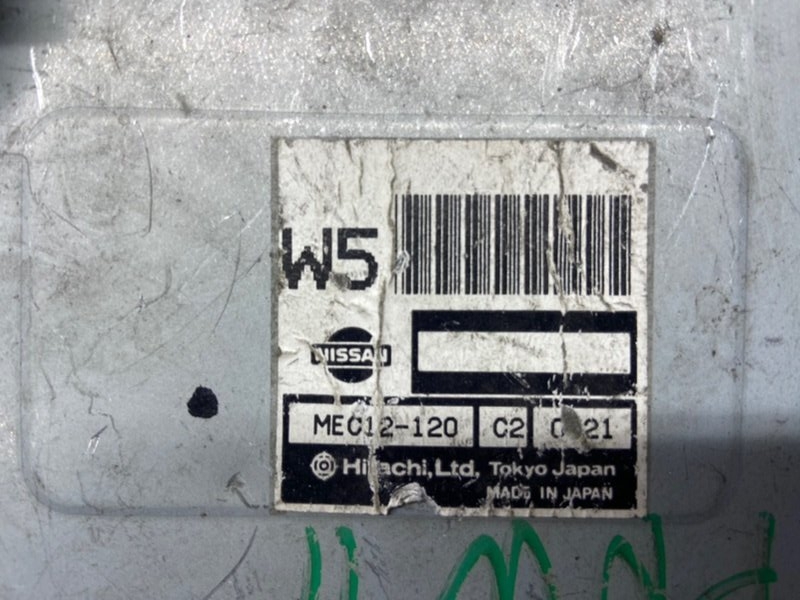 W5
NISSAN
MEC12-120 C2
Hitachi, Ltd. Tokyo Japan
MADE IN JAPAN